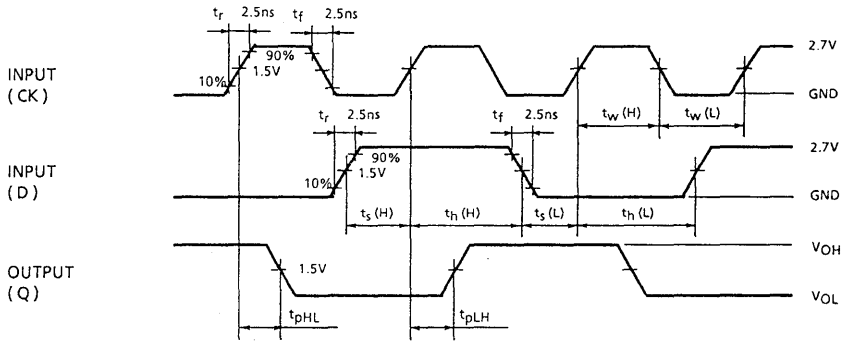 tr 2.5ns tf 2.5ns
INPUT
(CK)
90%
1.5V
10%
2.7V
GND
tw (H) tw (L)
tr 2.5ns tf 2.5ns
INPUT
(D)
90%
1.5V
10%
2.7V
GND
ts (H) th (H) ts (L) th (L)
OUTPUT
(Q)
1.5V
VOH
VOL
tpHL tpLH